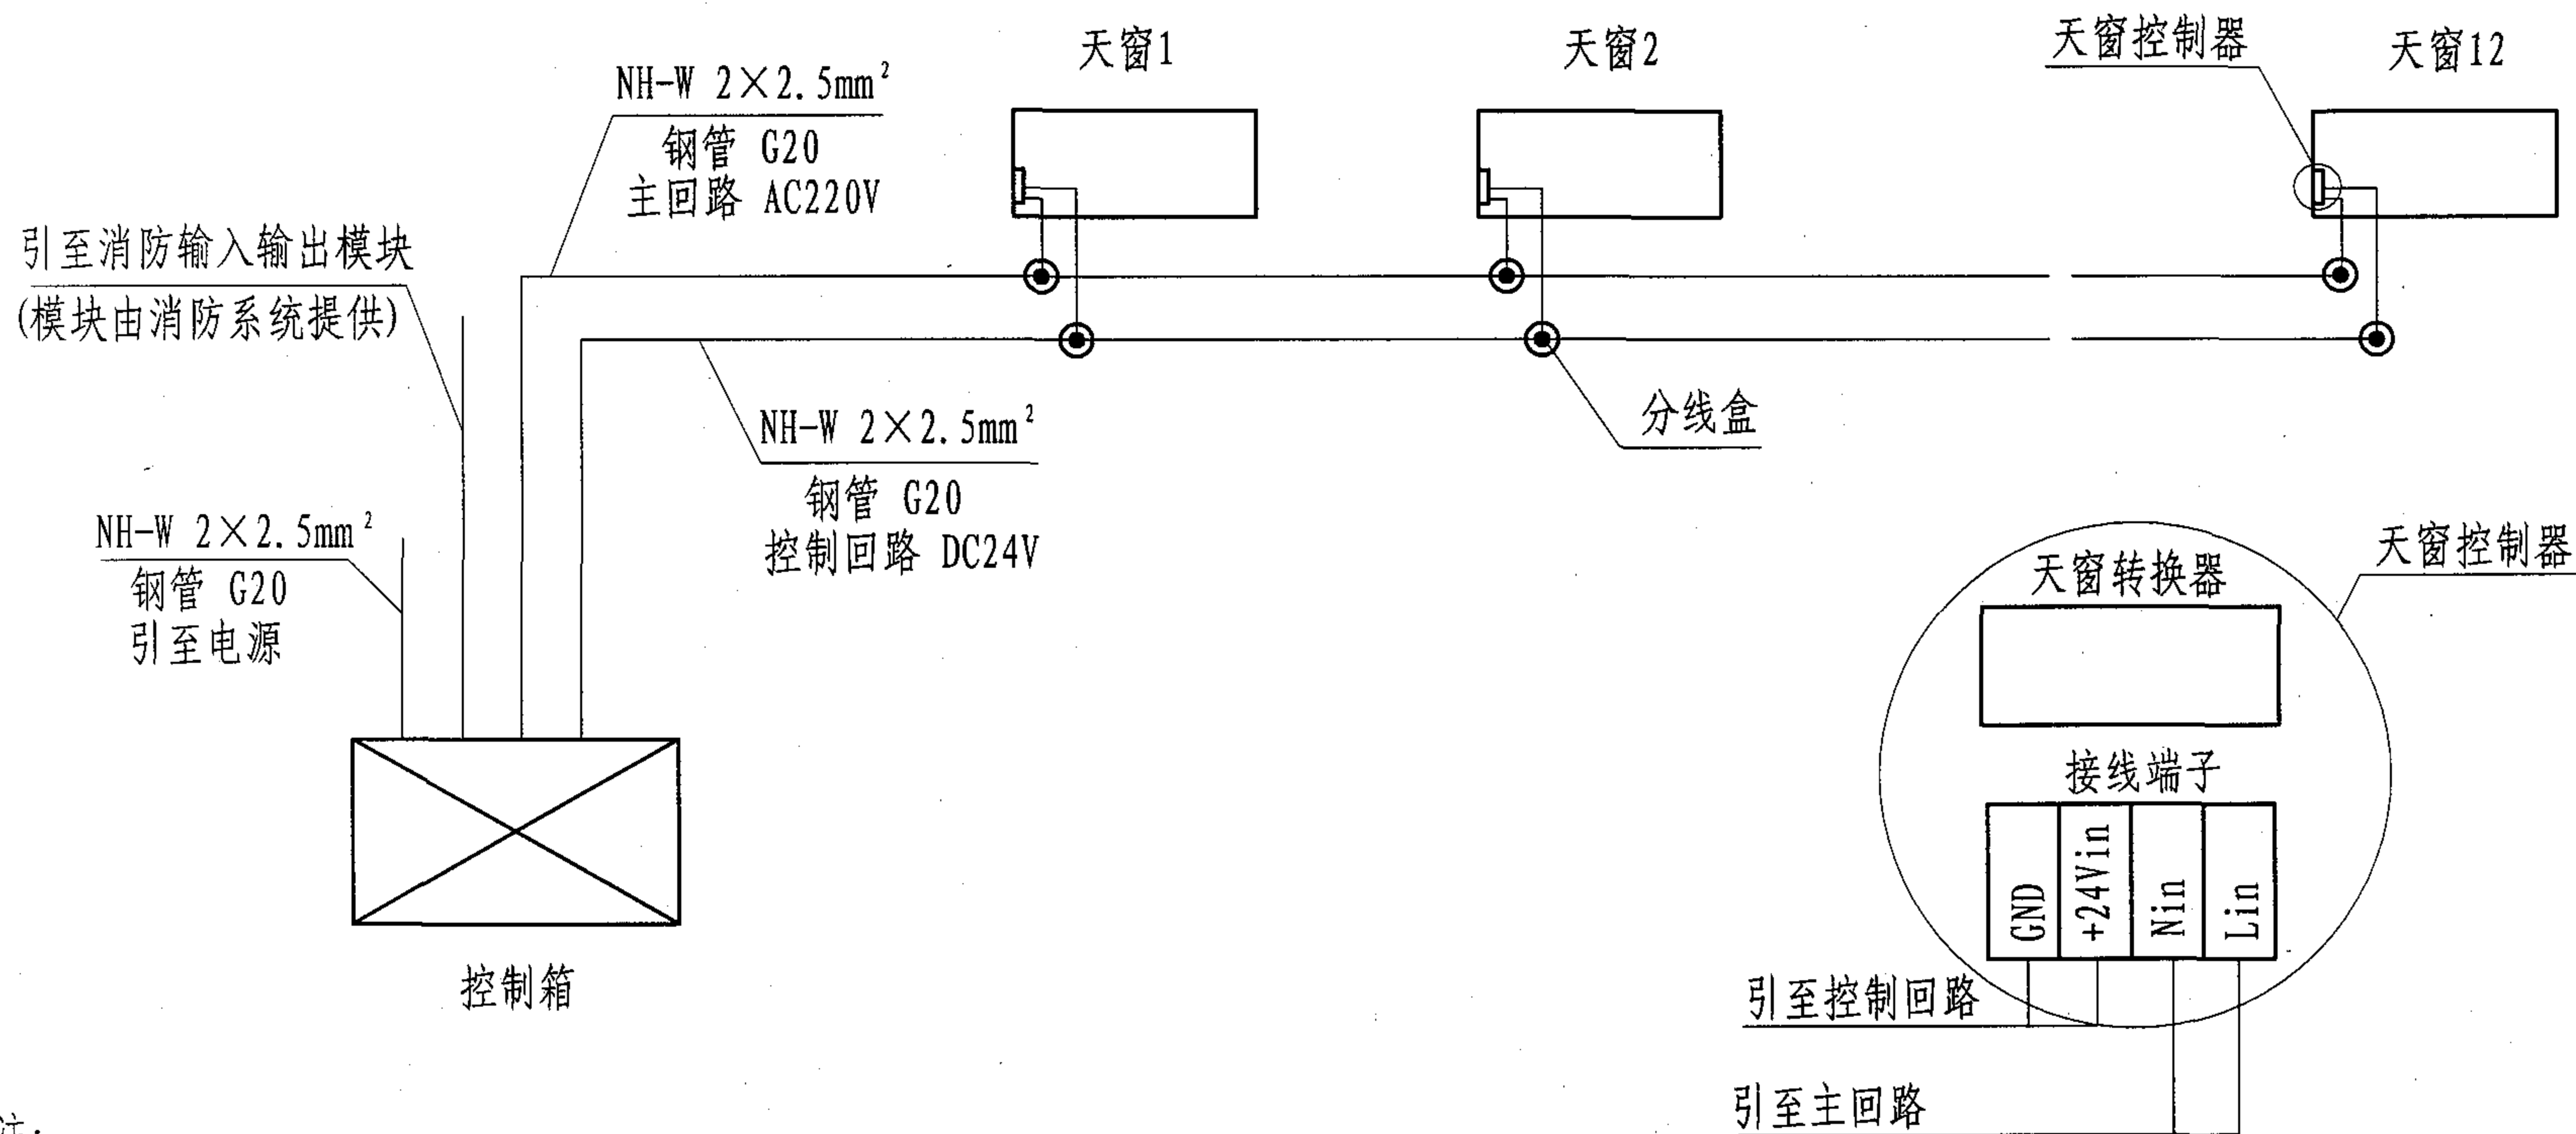 天窗1
天窗2
天窗控制器
天窗12
NH-W 2×2.5mm²
钢管 G20
主回路 AC220V
引至消防输入输出模块
(模块由消防系统提供)
NH-W 2×2.5mm²
钢管 G20
控制回路 DC24V
分线盒
NH-W 2×2.5mm²
钢管 G20
引至电源
控制箱
天窗控制器
天窗转换器
接线端子
GND
+24Vin
Nin
Lin
引至控制回路
引至主回路
注: